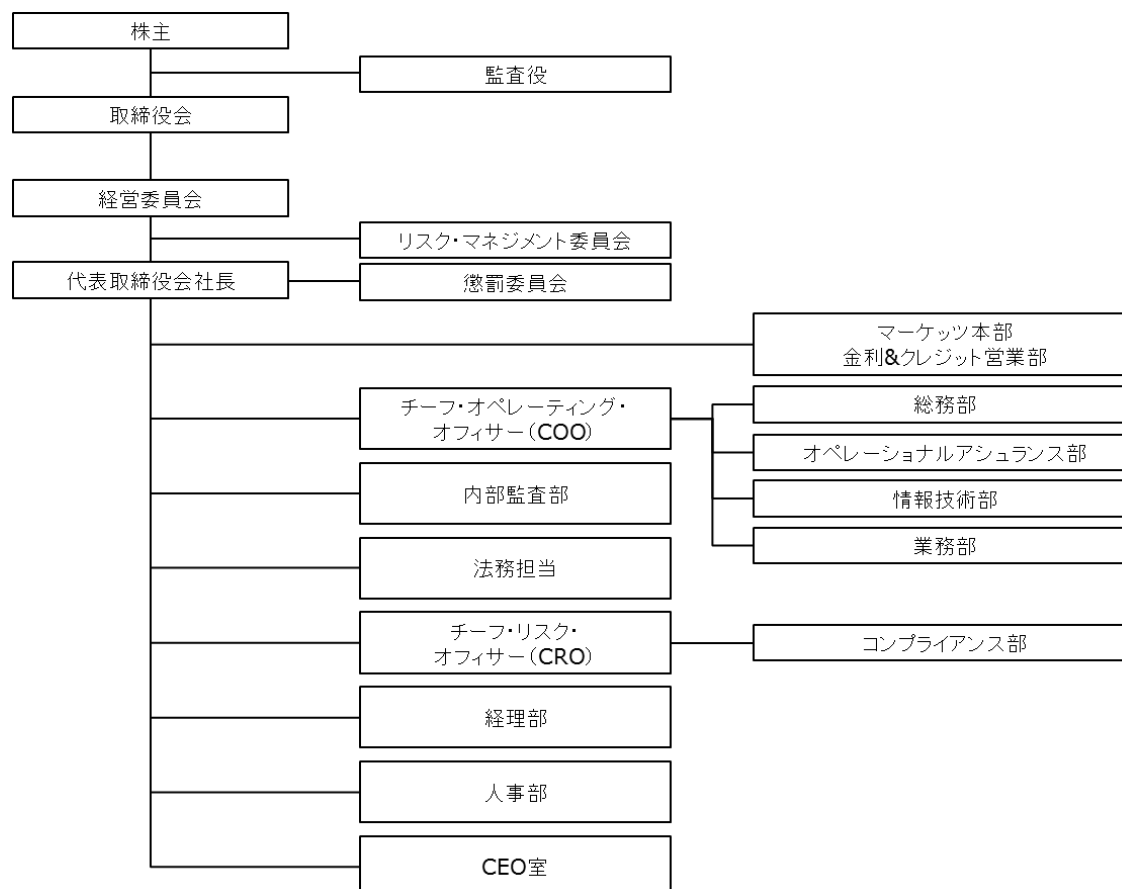 株主
監査役
取締役会
経営委員会
リスク・マネジメント委員会
代表取締役会社長
懲罰委員会
マーケッツ本部
金利&クレジット営業部
チーフ・オペレーティング・
オフィサー（COO）
総務部
オペレーショナルアシュランス部
内部監査部
情報技術部
業務部
法務担当
チーフ・リスク・
オフィサー（CRO）
コンプライアンス部
経理部
人事部
CEO室